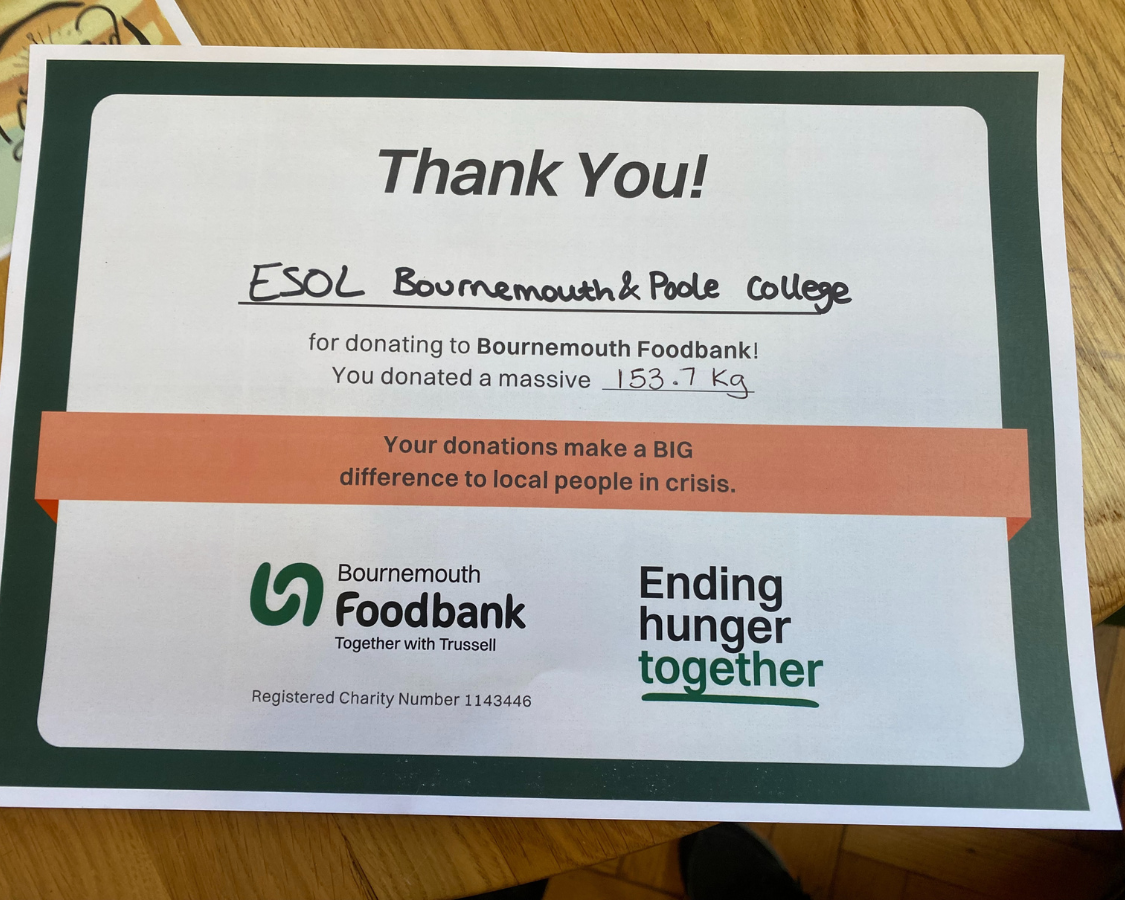 Thank You!
ESOL Bournemouth & Poole College
for donating to Bournemouth Foodbank!
You donated a massive 153.7 Kg
Your donations make a BIG
difference to local people in crisis.
Bournemouth
Foodbank
Together with Trussell
Registered Charity Number 1143446
Ending
hunger
together